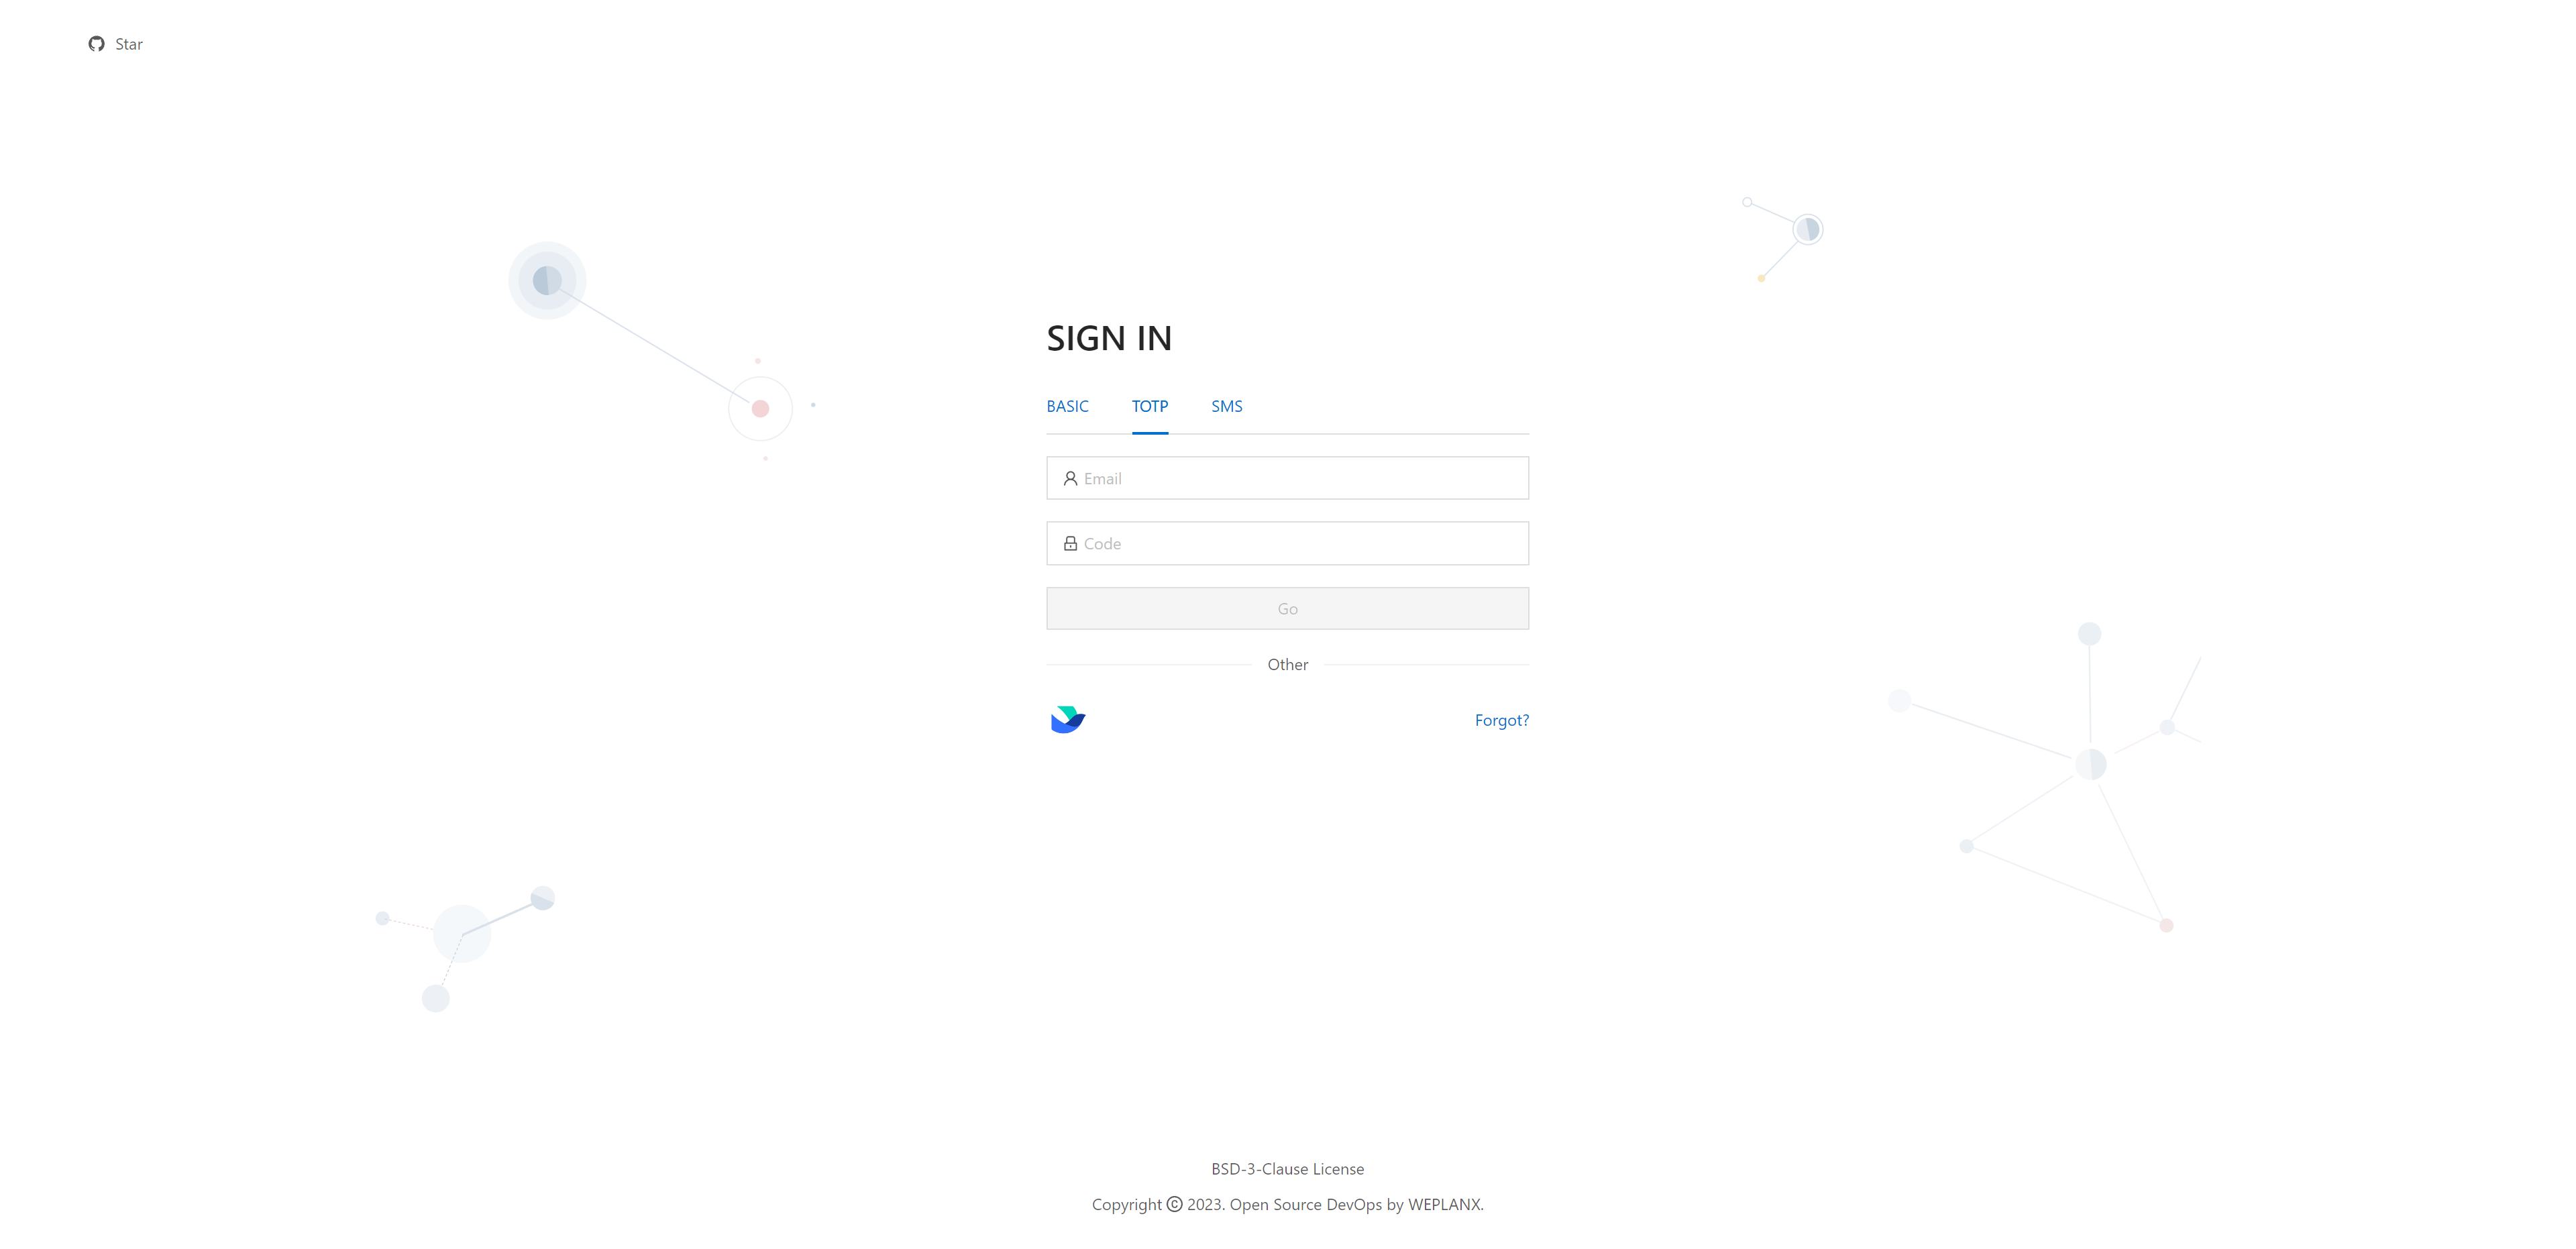 Star
SIGN IN
BASIC TOTP SMS
Email
Code
Go
Other
Forgot?
BSD-3-Clause License
Copyright © 2023. Open Source DevOps by WEPLANX.